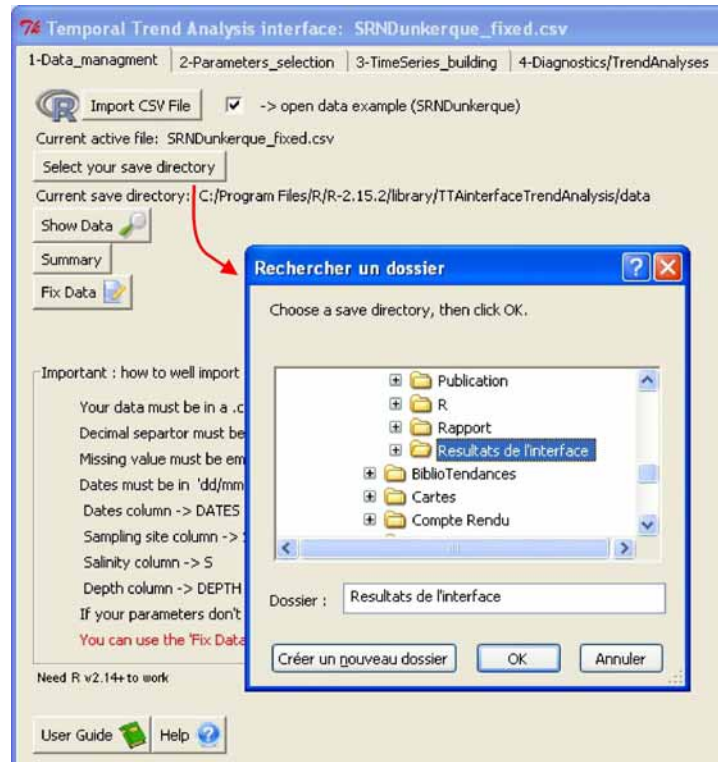 Temporal Trend Analysis interface: SRNDunkerque_fixed.csv
1-Data_managment 2-Parameters_selection 3-TimeSeries_building 4-Diagnostics/TrendAnalyses
Import CSV File -> open data example (SRNDunkerque)
Current active file: SRNDunkerque_fixed.csv
Select your save directory
Current save directory: C:/Program Files/R/R-2.15.2/library/TTAinterfaceTrendAnalysis/data
Show Data
Summary
Fix Data
Rechercher un dossier
Choose a save directory, then click OK.
Publication
R
Rapport
Resultats de l'interface
BiblioTendances
Cartes
Compte Rendu
Dossier : Resultats de l'interface
Créer un nouveau dossier OK Annuler
Important : how to well import
Your data must be in a .c
Decimal separtor must be
Missing value must be em
Dates must be in 'dd/mm
Dates column -> DATES
Sampling site column ->
Salinity column -> S
Depth column -> DEPTH
If your parameters don't
You can use the 'Fix Data
Need R v2.14+ to work
User Guide Help